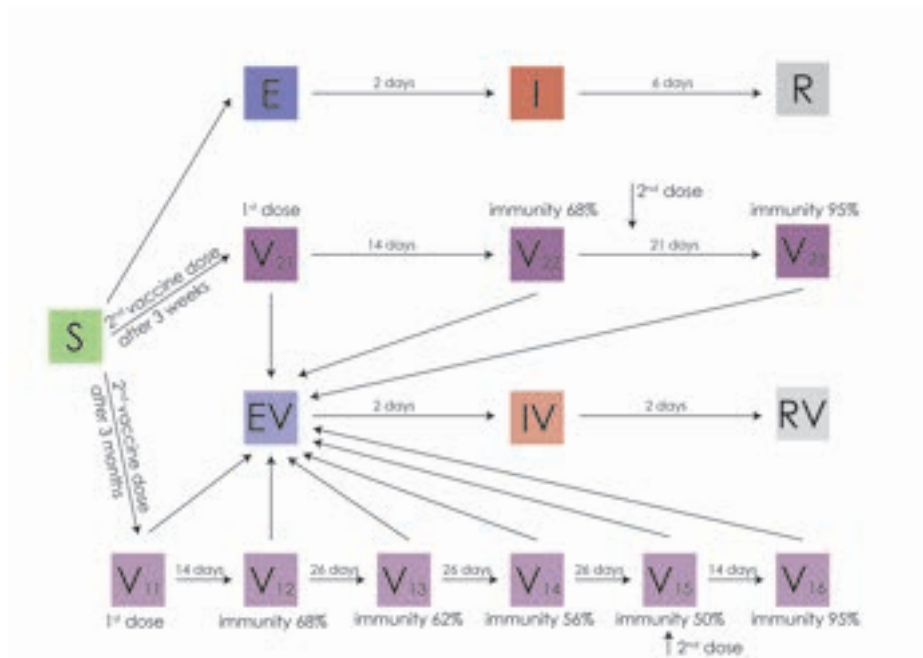 E
2 days
I
6 days
R
1st dose
immunity 68%
2nd dose
immunity 95%
V21
14 days
V22
21 days
V23
S
2nd vaccine dose
after 3 weeks
2nd vaccine dose
after 3 months
EV
2 days
IV
2 days
RV
V11
14 days
V12
26 days
V13
26 days
V14
26 days
V15
14 days
V16
1st dose
immunity 68%
immunity 62%
immunity 56%
immunity 50%
immunity 95%
2nd dose